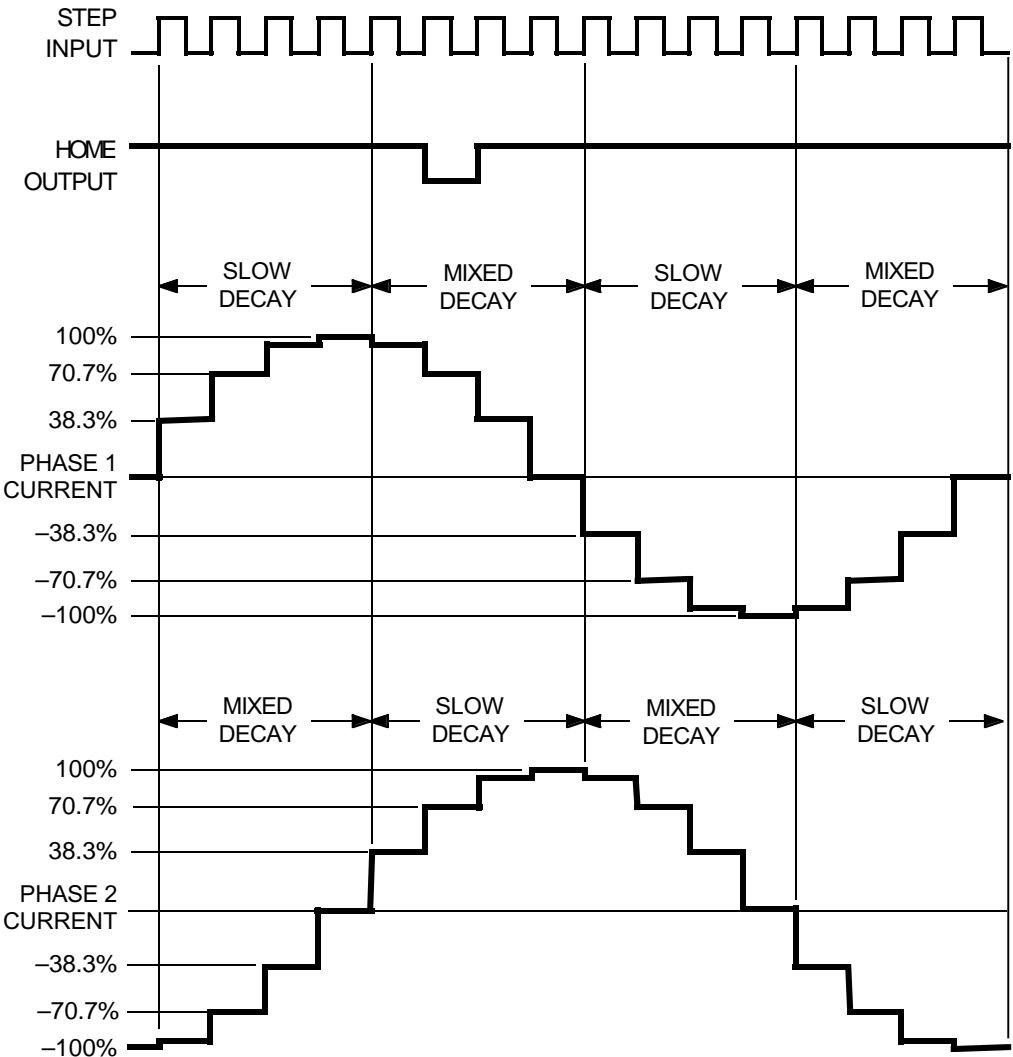 STEP
INPUT
HOME
OUTPUT
SLOW
DECAY
MIXED
DECAY
SLOW
DECAY
MIXED
DECAY
100%
70.7%
38.3%
PHASE 1
CURRENT
–38.3%
–70.7%
–100%
MIXED
DECAY
SLOW
DECAY
MIXED
DECAY
SLOW
DECAY
100%
70.7%
38.3%
PHASE 2
CURRENT
–38.3%
–70.7%
–100%